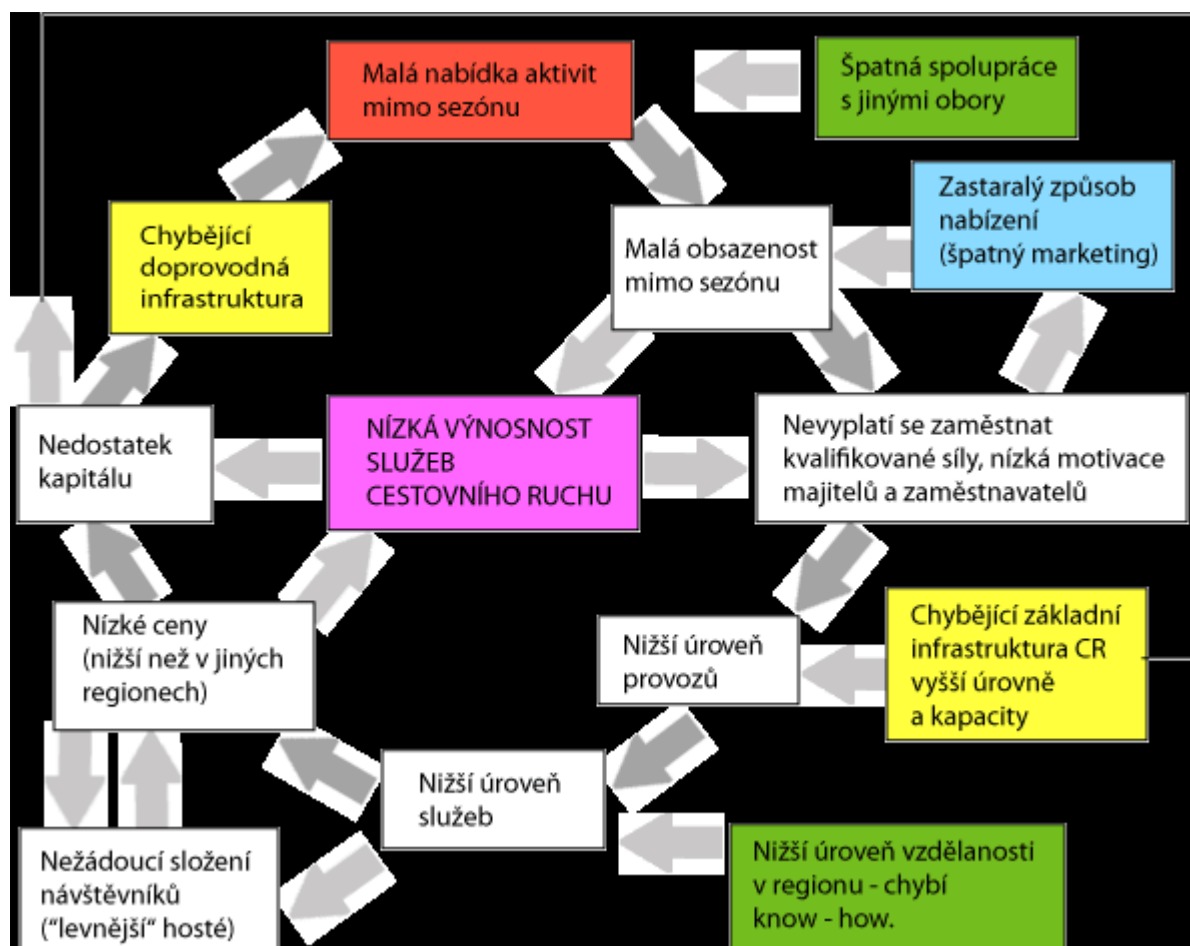 Malá nabídka aktivit
mimo sezónu
Špatná spolupráce
s jinými obory
Zastaralý způsob
nabízení
(špatný marketing)
Chybějící
doprovodná
infrastruktura
Malá obsazenost
mimo sezónu
Nedostatek
kapitálu
NÍZKÁ VÝNOSNOST
SLUŽEB
CESTOVNÍHO RUCHU
Nevyplatí se zaměstnat
kvalifikované síly, nízká motivace
majitelů a zaměstnavatelů
Nízké ceny
(nižší než v jiných
regionech)
Nižší úroveň
provozů
Chybějící základní
infrastruktura CR
vyšší úrovně
a kapacity
Nižší úroveň
služeb
Nežádoucí složení
návštěvníků
("levnější“ hosté)
Nižší úroveň vzdělanosti
v regionu - chybí
know - how.